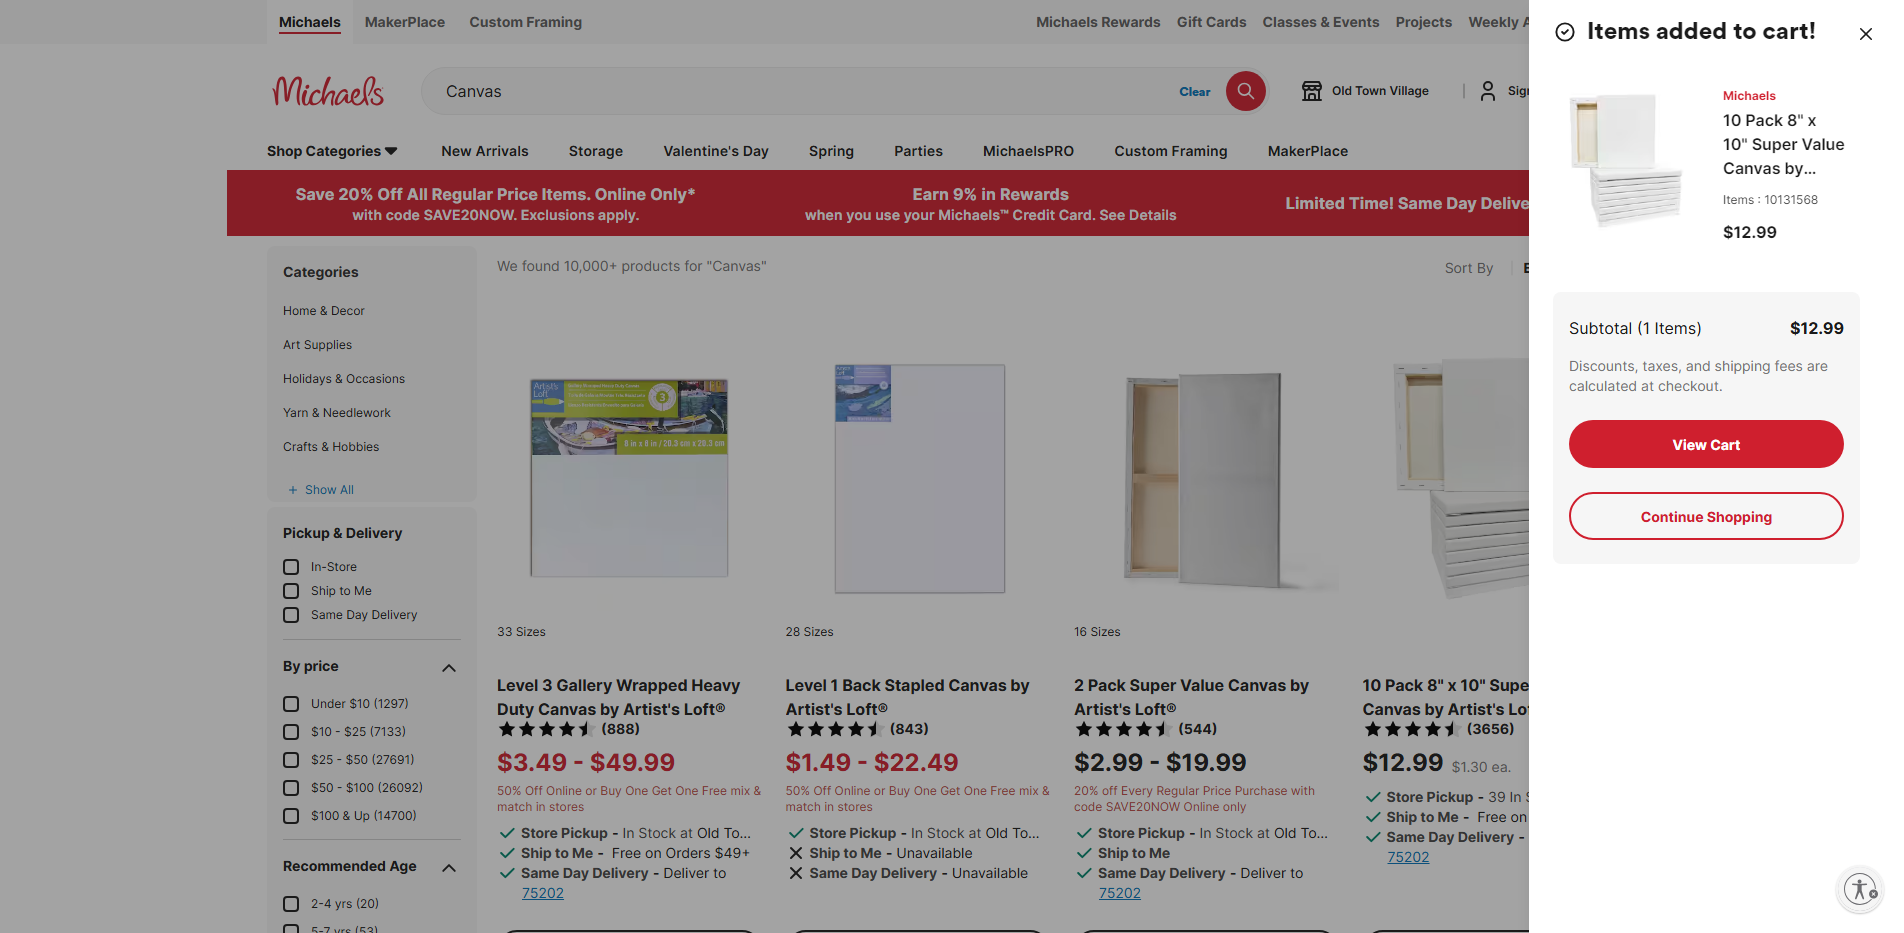 Michaels
MakerPlace
Custom Framing
Michaels Rewards
Gift Cards
Classes & Events
Projects
Weekly A
Items added to cart!
Michaels
Canvas
Clear
Old Town Village
Sign
Shop Categories
New Arrivals
Storage
Valentine's Day
Spring
Parties
MichaelsPRO
Custom Framing
MakerPlace
Save 20% Off All Regular Price Items. Online Only*
with code SAVE20NOW. Exclusions apply.
Earn 9% in Rewards
when you use your Michaels™ Credit Card. See Details
Limited Time! Same Day Delive
Michaels
10 Pack 8" x
10" Super Value
Canvas by...
Items : 10131568
$12.99
Subtotal (1 Items)
$12.99
Discounts, taxes, and shipping fees are
calculated at checkout.
View Cart
Continue Shopping
Categories
Home & Decor
Art Supplies
Holidays & Occasions
Yarn & Needlework
Crafts & Hobbies
+ Show All
Pickup & Delivery
In-Store
Ship to Me
Same Day Delivery
By price
Under $10 (1297)
$10 - $25 (7133)
$25 - $50 (27691)
$50 - $100 (26092)
$100 & Up (14700)
Recommended Age
2-4 yrs (20)
5-7 yrs (53)
We found 10,000+ products for "Canvas"
Sort By
Artist's
Loft
3
8 in x 8 in / 20.3 cm x 20.3 cm
33 Sizes
Level 3 Gallery Wrapped Heavy
Duty Canvas by Artist's Loft®
(888)
$3.49 - $49.99
50% Off Online or Buy One Get One Free mix &
match in stores
Store Pickup - In Stock at Old To...
Ship to Me - Free on Orders $49+
Same Day Delivery - Deliver to
75202
28 Sizes
Level 1 Back Stapled Canvas by
Artist's Loft®
(843)
$1.49 - $22.49
50% Off Online or Buy One Get One Free mix &
match in stores
Store Pickup - In Stock at Old To...
Ship to Me - Unavailable
Same Day Delivery - Unavailable
16 Sizes
2 Pack Super Value Canvas by
Artist's Loft®
(544)
$2.99 - $19.99
20% off Every Regular Price Purchase with
code SAVE20NOW Online only
Store Pickup - In Stock at Old To...
Ship to Me
Same Day Delivery - Deliver to
75202
10 Pack 8" x 10" Supe
Canvas by Artist's Lof
(3656)
$12.99 $1.30 ea.
Store Pickup - 39 In S
Ship to Me - Free on
Same Day Delivery -
75202